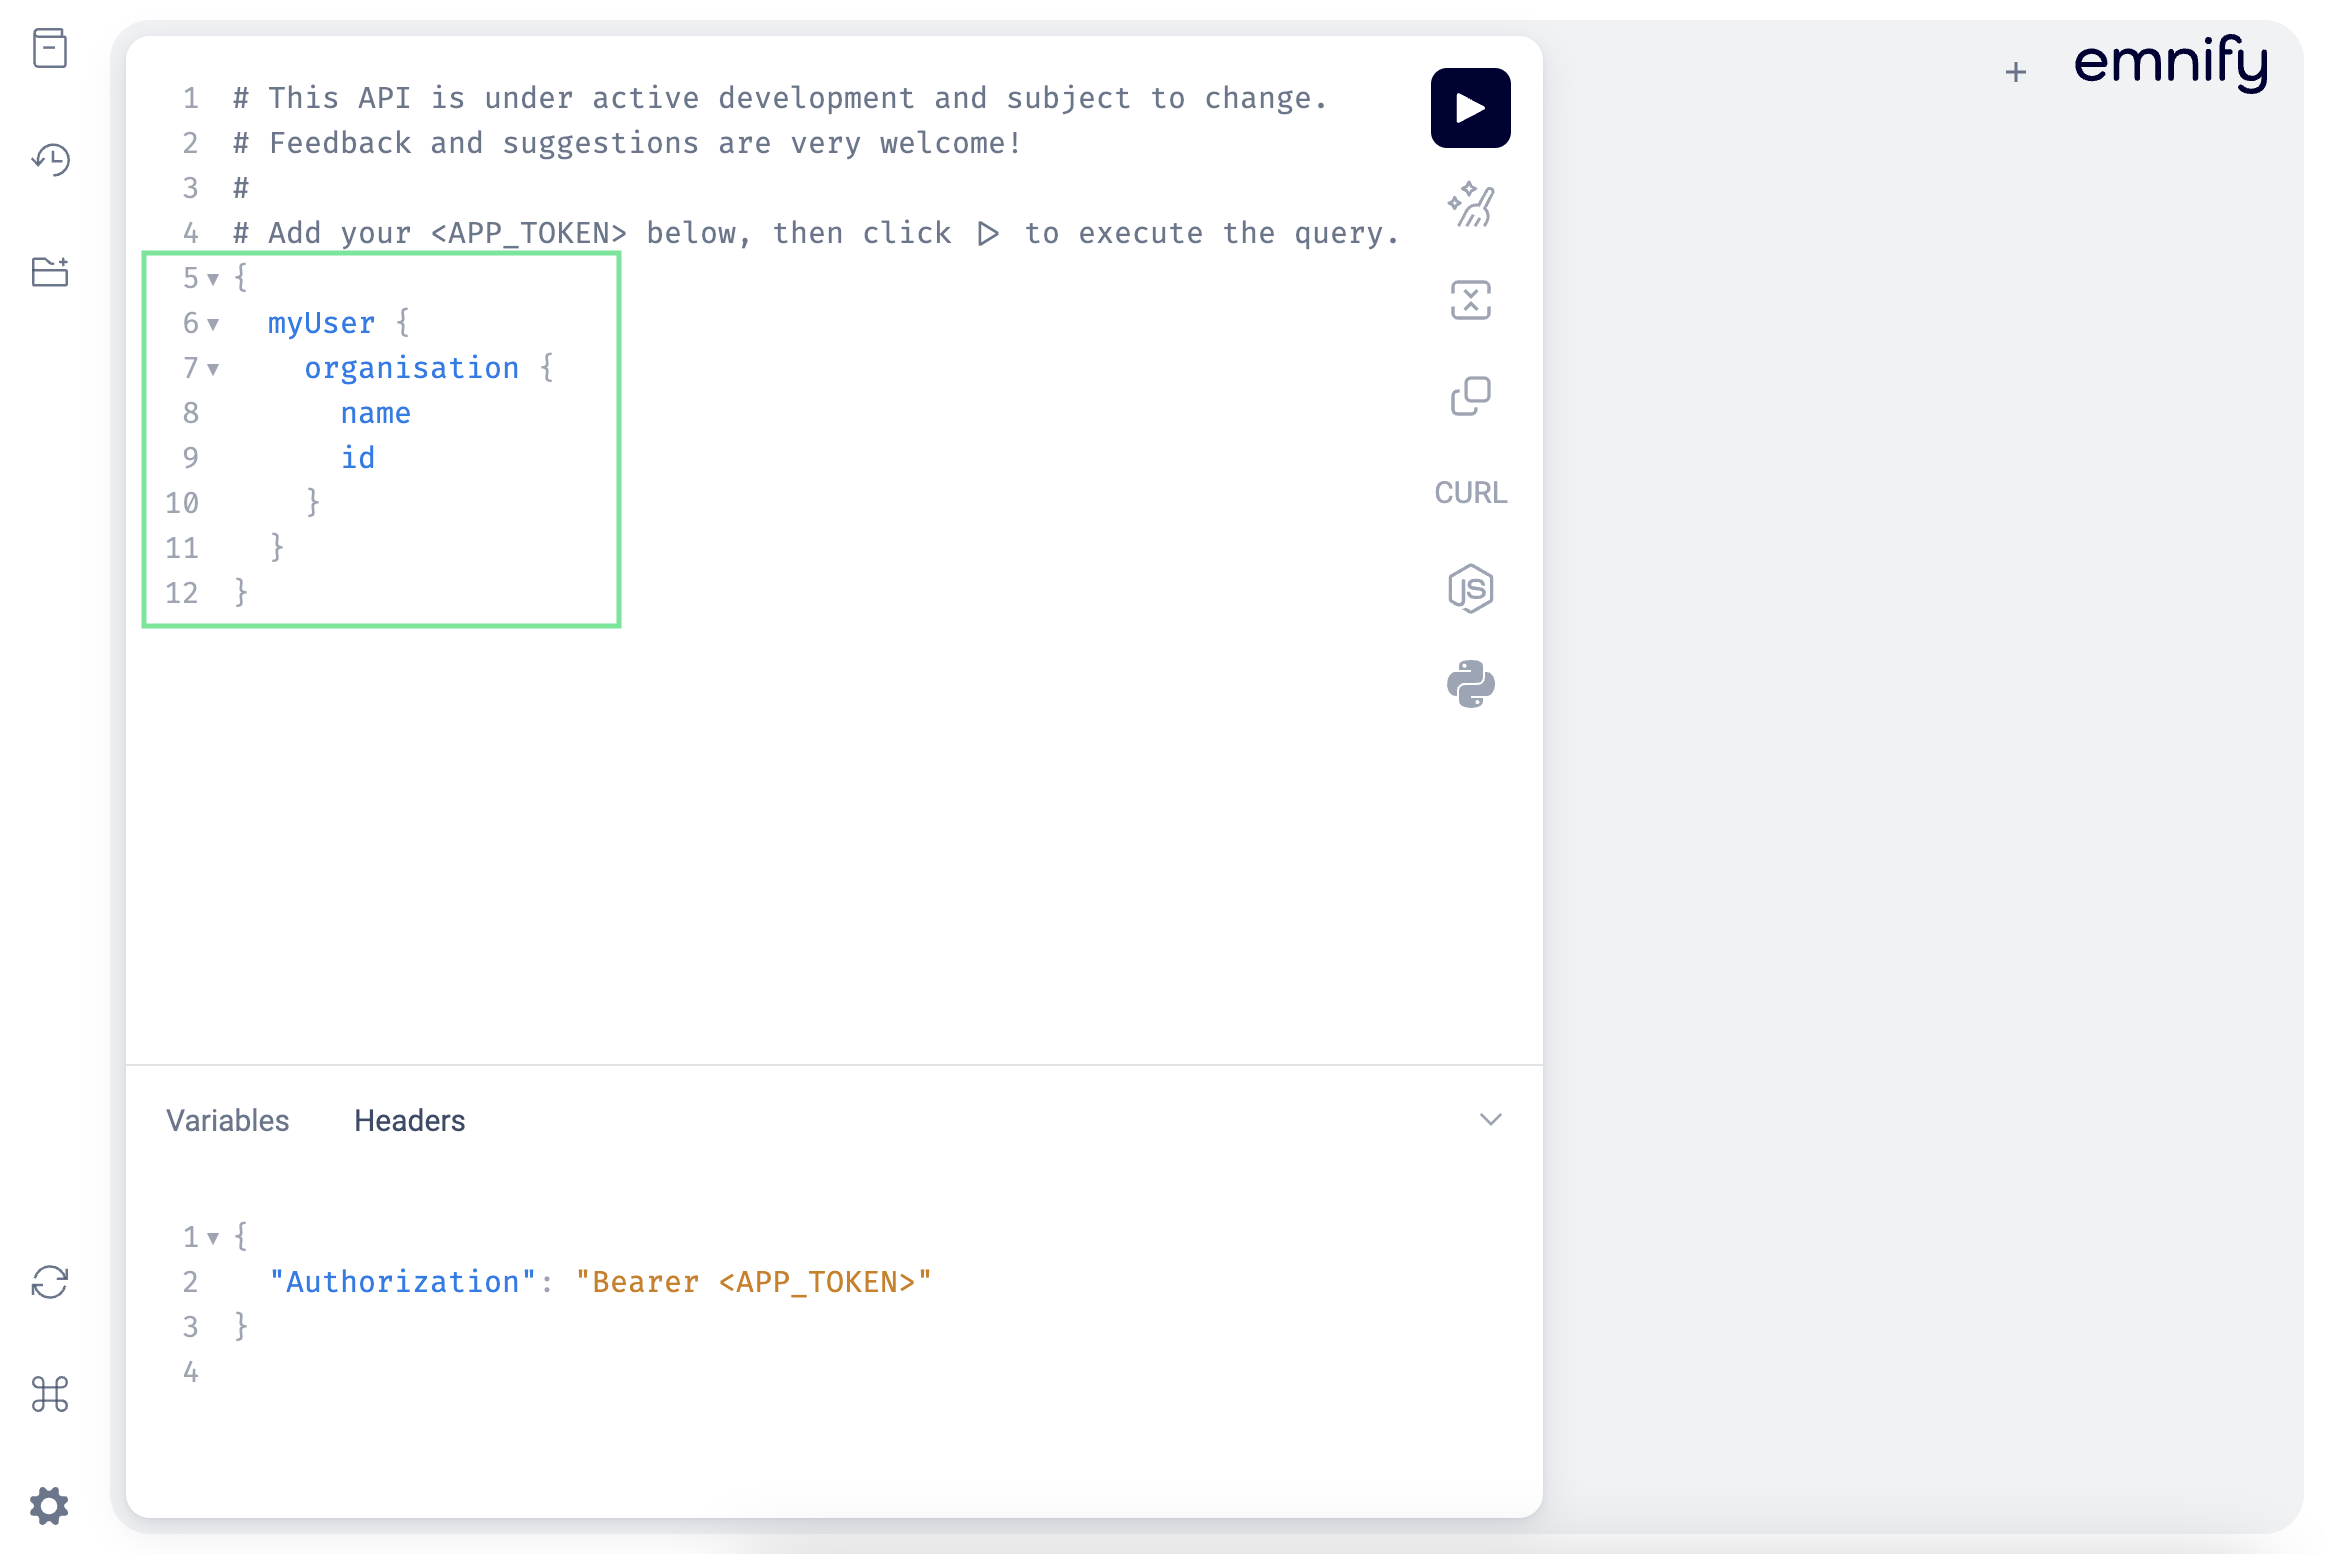 1 # This API is under active development and subject to change.
2 # Feedback and suggestions are very welcome!
3 #
4 # Add your <APP_TOKEN> below, then click ▷ to execute the query.
5 {
6   myUser {
7     organisation {
8       name
9       id
10     }
11   }
12 }
CURL
JS
emnify
Variables Headers
1 {
2   "Authorization": "Bearer <APP_TOKEN>"
3 }
4